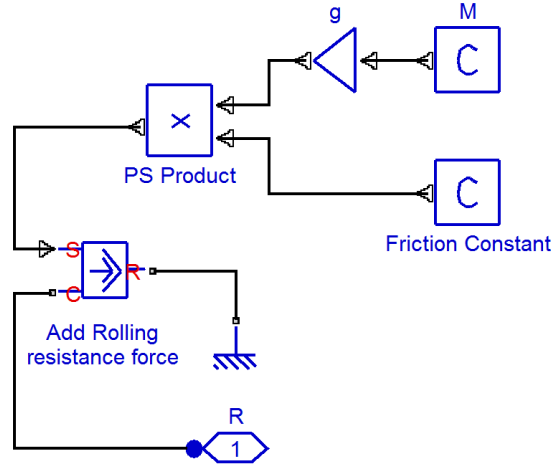 g
M
C
×
PS Product
C
Friction Constant
S
R
C
Add Rolling
resistance force
R
1